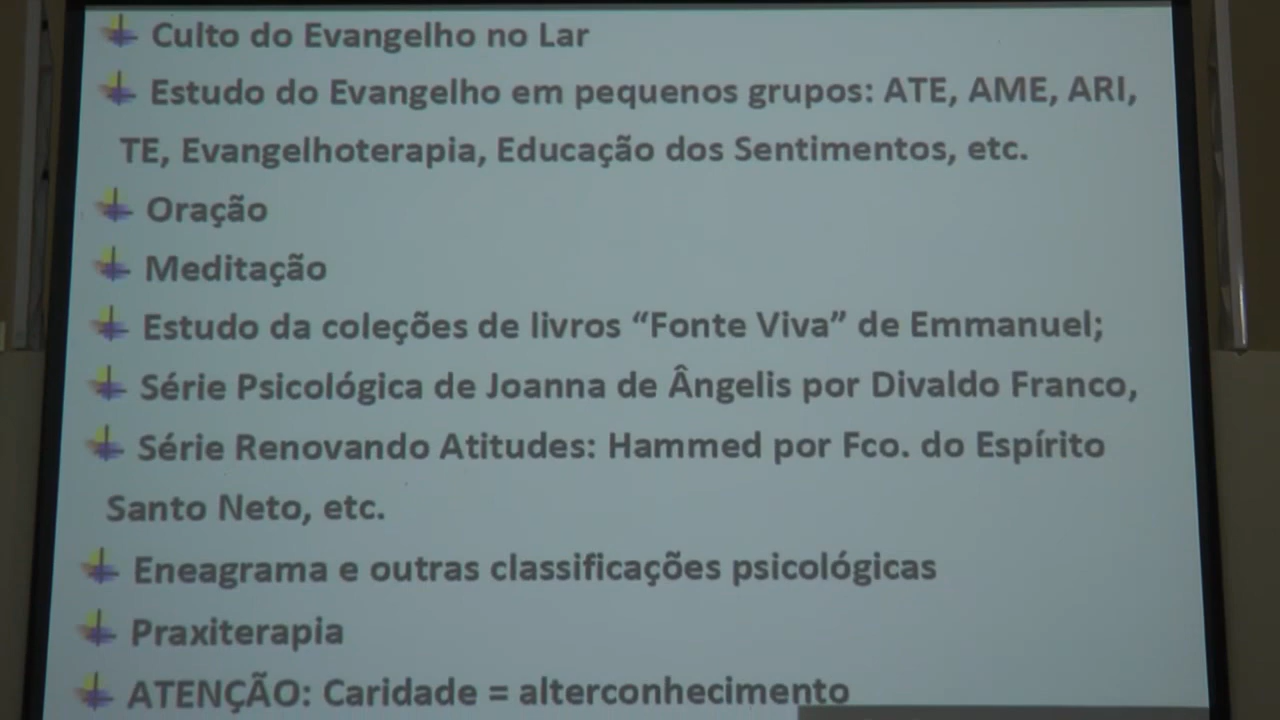 Culto do Evangelho no Lar
Estudo do Evangelho em pequenos grupos: ATE, AME, ARI,
TE, Evangelhoterapia, Educação dos Sentimentos, etc.
Oração
Meditação
Estudo da coleções de livros “Fonte Viva” de Emmanuel;
Série Psicológica de Joanna de Ângelis por Divaldo Franco,
Série Renovando Atitudes: Hammed por Fco. do Espírito
Santo Neto, etc.
Eneagrama e outras classificações psicológicas
Praxiterapia
ATENÇÃO: Caridade = alterconhecimento